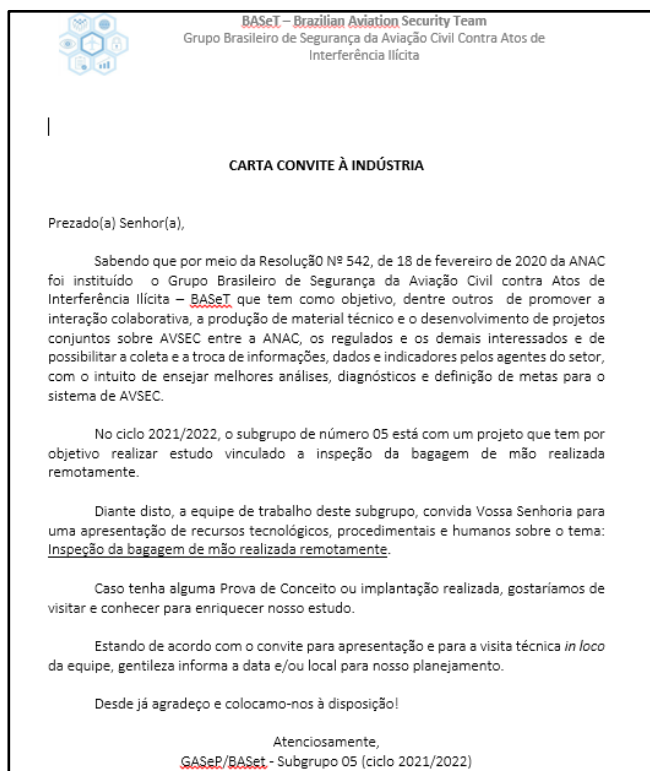 BASeT – Brazilian Aviation Security Team
Grupo Brasileiro de Segurança da Aviação Civil Contra Atos de
Interferência Ilícita
CARTA CONVITE À INDÚSTRIA
Prezado(a) Senhor(a),
Sabendo que por meio da Resoluçã0 Nº 542, de 18 de fevereiro de 2020 da ANAC
foi instituído o Grupo Brasileiro de Segurança da Aviação Civil contra Atos de
Interferência Ilícita – BASeT que tem como objetivo, dentre outros de promover a
interação colaborativa, a produção de material técnico e o desenvolvimento de projetos
conjuntos sobre AVSEC entre a ANAC, os regulados e os demais interessados e de
possibilitar a coleta e a troca de informações, dados e indicadores pelos agentes do setor,
com o intuito de ensejar melhores análises, diagnósticos e definição de metas para o
sistema de AVSEC.
No ciclo 2021/2022, o subgrupo de número 05 está com um projeto que tem por
objetivo realizar estudo vinculado a inspeção da bagagem de mão realizada
remotamente.
Diante disto, a equipe de trabalho deste subgrupo, convida Vossa Senhoria para
uma apresentação de recursos tecnológicos, procedimentais e humanos sobre o tema:
Inspeção da bagagem de mão realizada remotamente.
Caso tenha alguma Prova de Conceito ou implantação realizada, gostaríamos de
visitar e conhecer para enriquecer nosso estudo.
Estando de acordo com o convite para apresentação e para a visita técnica in loco
da equipe, gentileza informa a data e/ou local para nosso planejamento.
Desde já agradeço e colocamo-nos à disposição!
Atenciosamente,
GASeP/BASet - Subgrupo 05 (ciclo 2021/2022)